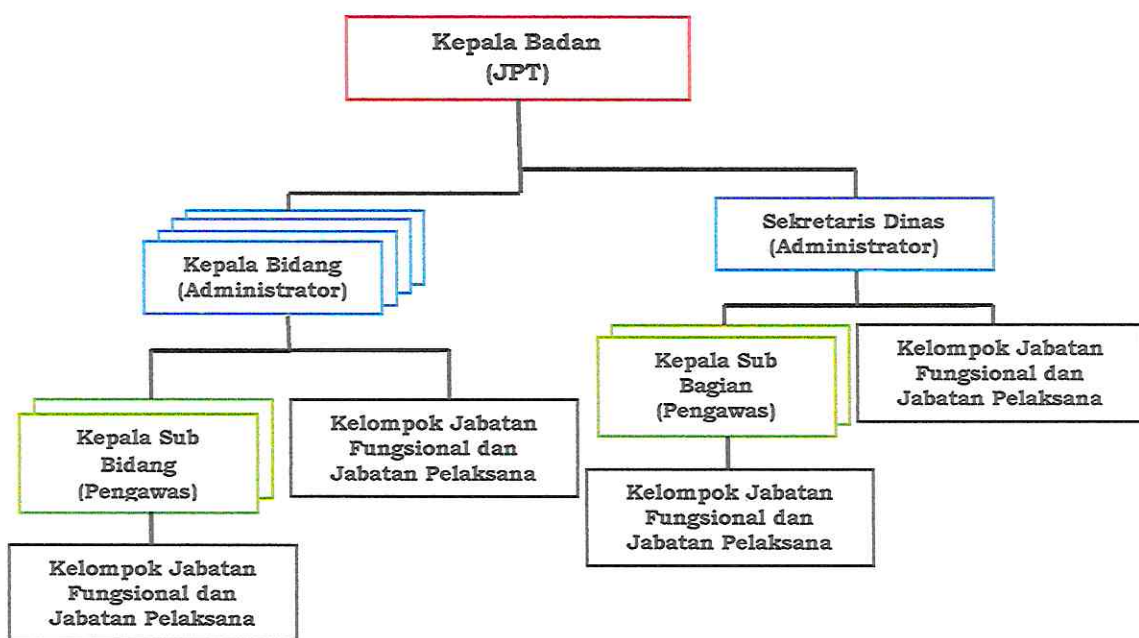 Kepala Badan
(JPT)
Sekretaris Dinas
(Administrator)
Kepala Bidang
(Administrator)
Kepala Sub
Bagian
(Pengawas)
Kelompok Jabatan
Fungsional dan
Jabatan Pelaksana
Kepala Sub
Bidang
(Pengawas)
Kelompok Jabatan
Fungsional dan
Jabatan Pelaksana
Kelompok Jabatan
Fungsional dan
Jabatan Pelaksana
Kelompok Jabatan
Fungsional dan
Jabatan Pelaksana